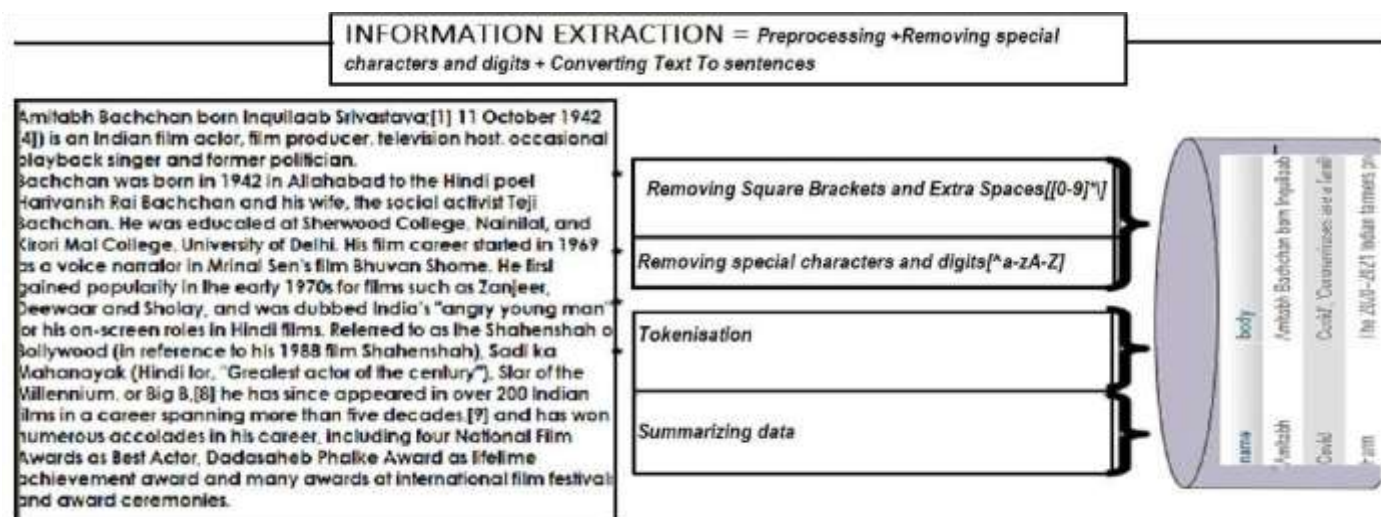 INFORMATION EXTRACTION = Preprocessing +Removing special
characters and digits + Converting Text To sentences
Amitabh Bachchan born Inquilaab Srivastava;[1] 11 October 1942
[4]) is an Indian film actor, film producer, television host, occasional
playback singer and former politician.
Bachchan was born in 1942 in Allahabad to the Hindi poet
Harivansh Rai Bachchan and his wife, the social activist Teji
Bachchan. He was educated at Sherwood College, Nainital, and
Kirori Mal College, University of Delhi. His film career started in 1969
as a voice narrator in Mrinal Sen's film Bhuvan Shome. He first
gained popularity in the early 1970s for films such as Zanjeer,
Deewaar and Sholay, and was dubbed India's "angry young man"
for his on-screen roles in Hindi films. Referred to as the Shahenshah o
Bollywood (in reference to his 1988 film Shahenshah), Sadi ka
Mahanayak (Hindi for, "Greatest actor of the century"), Star of the
Millennium, or Big B,[8] he has since appeared in over 200 Indian
films in a career spanning more than five decades.[9] and has won
numerous accolades in his career, including four National Film
Awards as Best Actor, Dadasaheb Phalke Award as lifetime
achievement award and many awards at international film festivals
and award ceremonies.
Removing Square Brackets and Extra Spaces[[0-9]*\]
Removing special characters and digits[^a-zA-Z]
Tokenisation
Summarizing data
name body
Amitabh Amitabh Bachchan born Inquilaab
Covid Covid', 'Coronaviruses are a famil
Farm The 2020–2021 Indian farmers pr